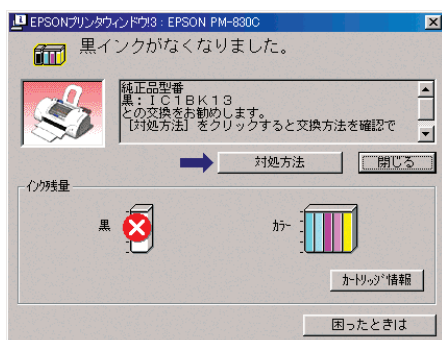 EPSONプリンタウィンドウ!3 : EPSON PM-830C
黒インクがなくなりました。
純正品型番
黒：ＩＣ１ＢＫ１３
との交換をお勧めします。
［対処方法］をクリックすると交換方法を確認で
対処方法
閉じる
インク残量
黒
カラー
カートリッジ情報
困ったときは